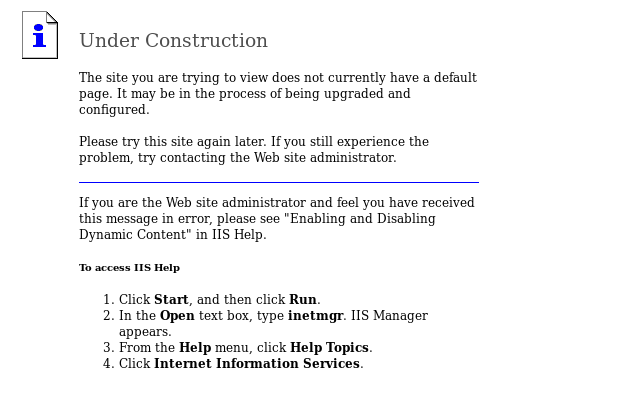 Under Construction
The site you are trying to view does not currently have a default
page. It may be in the process of being upgraded and
configured.
Please try this site again later. If you still experience the
problem, try contacting the Web site administrator.
If you are the Web site administrator and feel you have received
this message in error, please see "Enabling and Disabling
Dynamic Content" in IIS Help.
To access IIS Help
1. Click Start, and then click Run.
2. In the Open text box, type inetmgr. IIS Manager
appears.
3. From the Help menu, click Help Topics.
4. Click Internet Information Services.